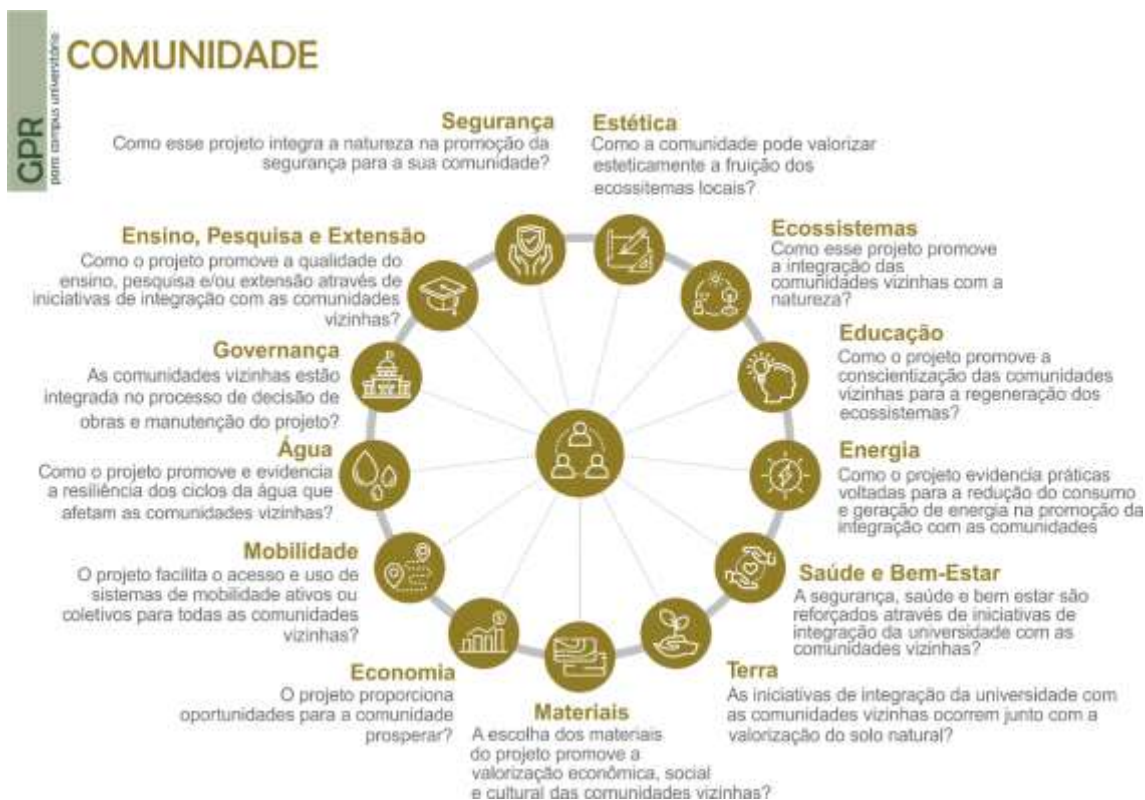 GPR
para campus universitário
COMUNIDADE
Segurança
Como esse projeto integra a natureza na promoção da
segurança para a sua comunidade?
Estética
Como a comunidade pode valorizar
esteticamente a fruição dos
ecossitemas locais?
Ecossistemas
Como esse projeto promove
a integração das
comunidades vizinhas com a
natureza?
Educação
Como o projeto promove a
conscientização das comunidades
vizinhas para a regeneração dos
ecossistemas?
Energia
Como o projeto evidencia práticas
voltadas para a redução do consumo
e geração de energia na promoção da
integração com as comunidades
Saúde e Bem-Estar
A segurança, saúde e bem estar são
reforçados através de iniciativas de
integração da universidade com as
comunidades vizinhas?
Terra
As iniciativas de integração da universidade com
as comunidades vizinhas ocorrem junto com a
valorização do solo natural?
Materiais
A escolha dos materiais
do projeto promove a
valorização econômica, social
e cultural das comunidades vizinhas?
Economia
O projeto proporciona
oportunidades para a comunidade
prosperar?
Mobilidade
O projeto facilita o acesso e uso de
sistemas de mobilidade ativos ou
coletivos para todas as comunidades
vizinhas?
Água
Como o projeto promove e evidencia
a resiliência dos ciclos da água que
afetam as comunidades vizinhas?
Governança
As comunidades vizinhas estão
integrada no processo de decisão de
obras e manutenção do projeto?
Ensino, Pesquisa e Extensão
Como o projeto promove a qualidade do
ensino, pesquisa e/ou extensão através de
iniciativas de integração com as comunidades
vizinhas?